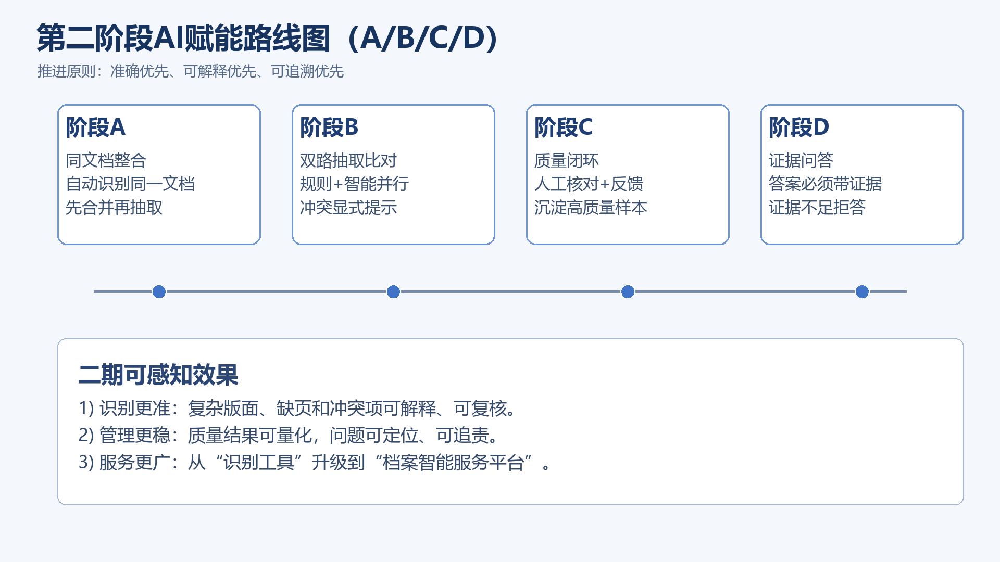 第二阶段AI赋能路线图（A/B/C/D）
推进原则：准确优先、可解释优先、可追溯优先
阶段A
同文档整合
自动识别同一文档
先合并再抽取
阶段B
双路抽取比对
规则+智能并行
冲突显式提示
阶段C
质量闭环
人工核对+反馈
沉淀高质量样本
阶段D
证据问答
答案必须带证据
证据不足拒答
二期可感知效果
1) 识别更准：复杂版面、缺页和冲突项可解释、可复核。
2) 管理更稳：质量结果可量化，问题可定位、可追责。
3) 服务更广：从“识别工具”升级到“档案智能服务平台”。